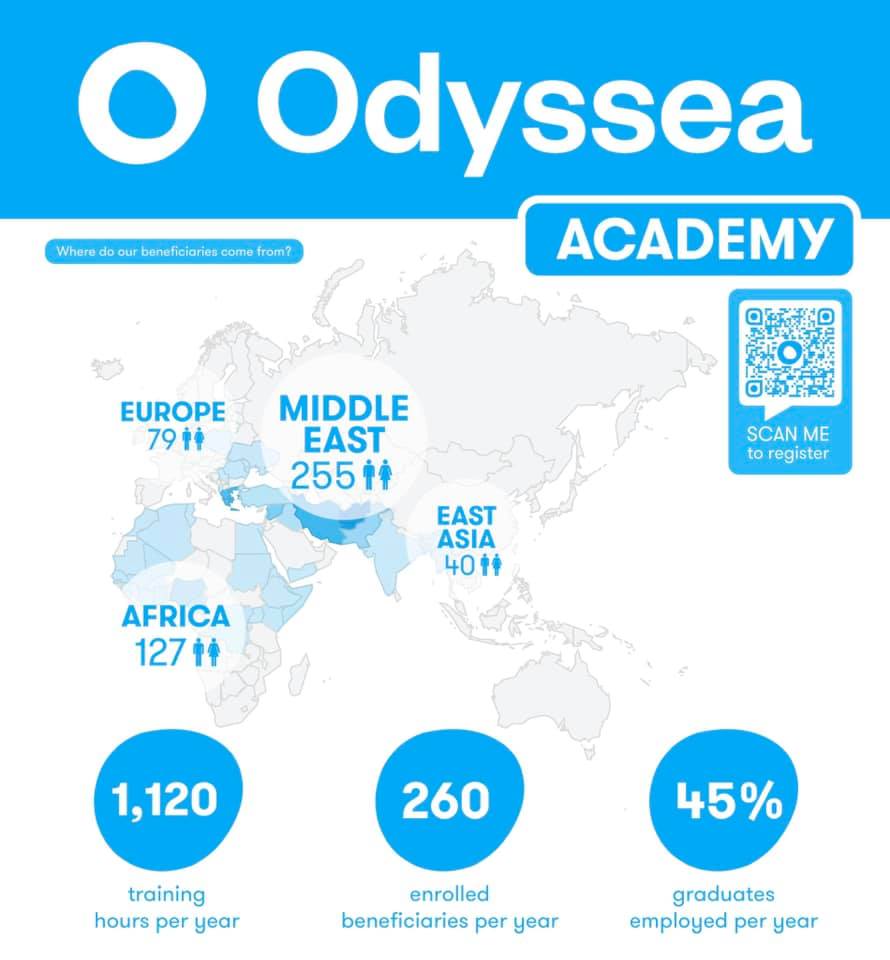 Odyssea
ACADEMY
Where do our beneficiaries come from?
SCAN ME
to register
EUROPE
79
MIDDLE
EAST
255
EAST
ASIA
40
AFRICA
127
1,120
training
hours per year
260
enrolled
beneficiaries per year
45%
graduates
employed per year